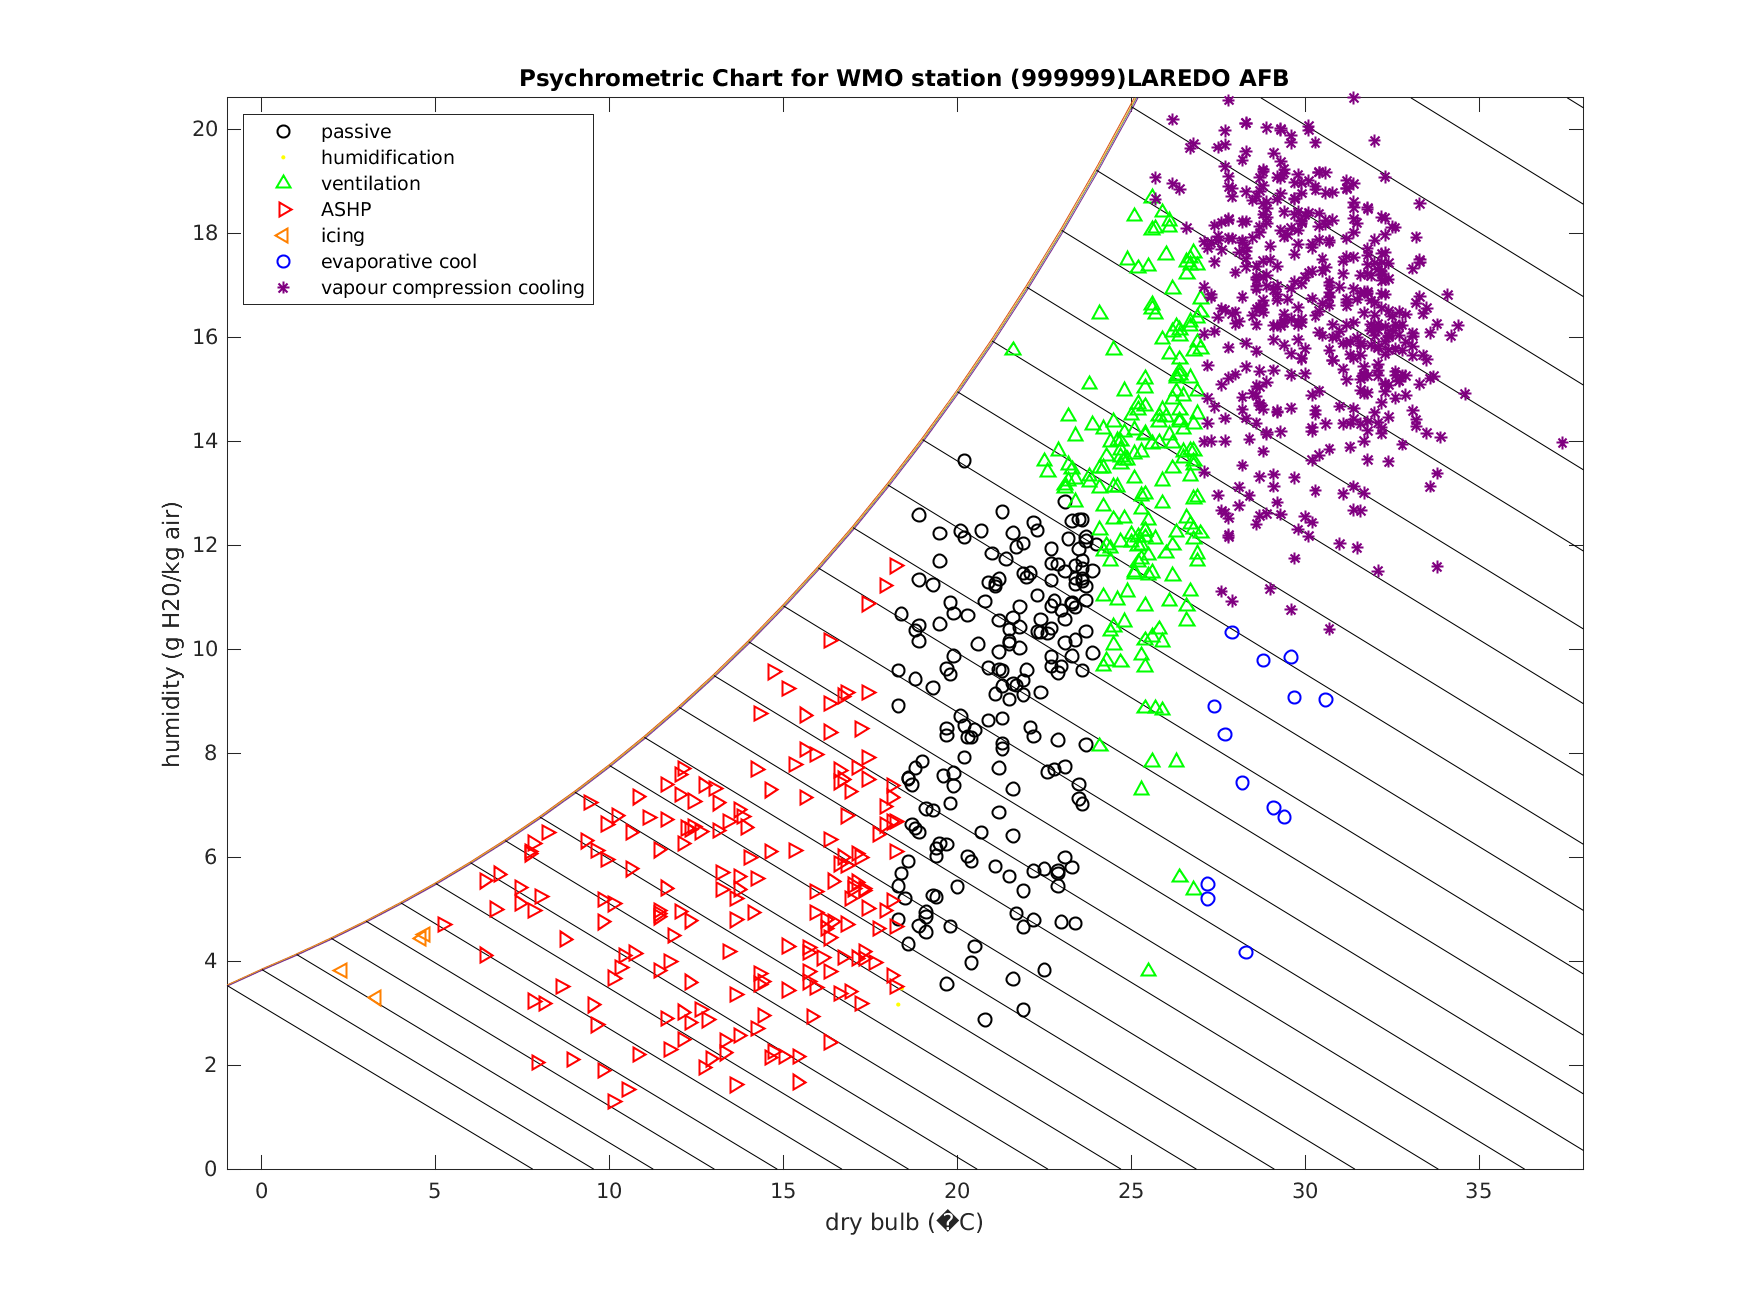 Psychrometric Chart for WMO station (999999)LAREDO AFB
passive
humidification
ventilation
ASHP
icing
evaporative cool
vapour compression cooling
20
18
16
14
12
10
8
6
4
2
0
humidity (g H20/kg air)
0 5 10 15 20 25 30 35
dry bulb (�C)